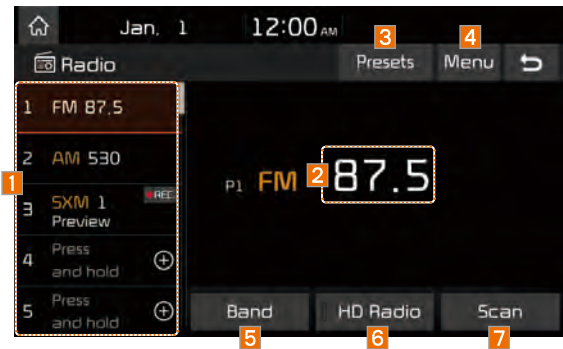 Jan. 1 12:00 AM
3 4
Radio Presets Menu
1 FM 87.5
2 AM 530
1
3 SXM 1 REC
Preview
4 Press
and hold
5 Press
and hold
P1 FM 2 87.5
Band HD Radio Scan
5 6 7